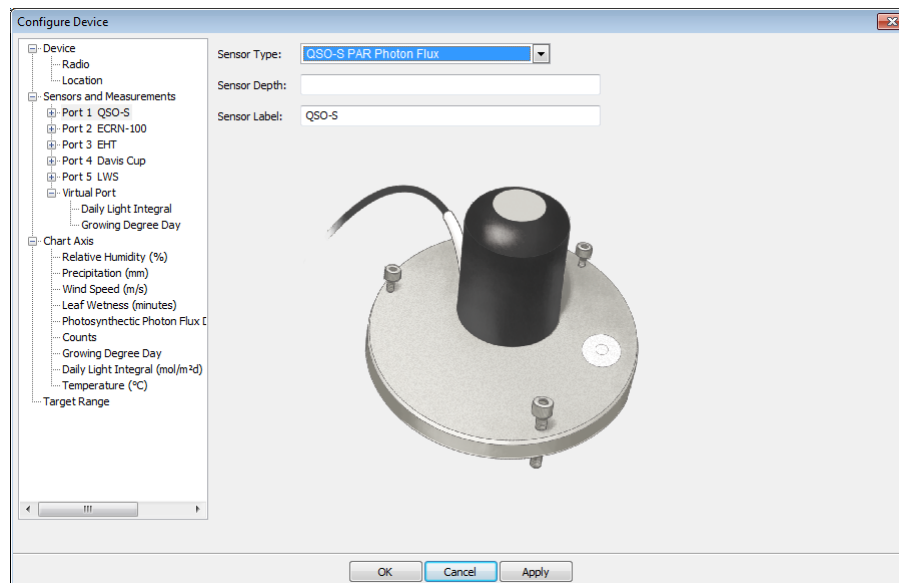 Configure Device
Device
Radio
Location
Sensors and Measurements
Port 1 QSO-S
Port 2 ECRN-100
Port 3 EHT
Port 4 Davis Cup
Port 5 LWS
Virtual Port
Daily Light Integral
Growing Degree Day
Chart Axis
Relative Humidity (%)
Precipitation (mm)
Wind Speed (m/s)
Leaf Wetness (minutes)
Photosynthectic Photon Flux
Counts
Growing Degree Day
Daily Light Integral (mol/m²d)
Temperature (°C)
Target Range
Sensor Type: QSO-S PAR Photon Flux
Sensor Depth:
Sensor Label: QSO-S
OK Cancel Apply